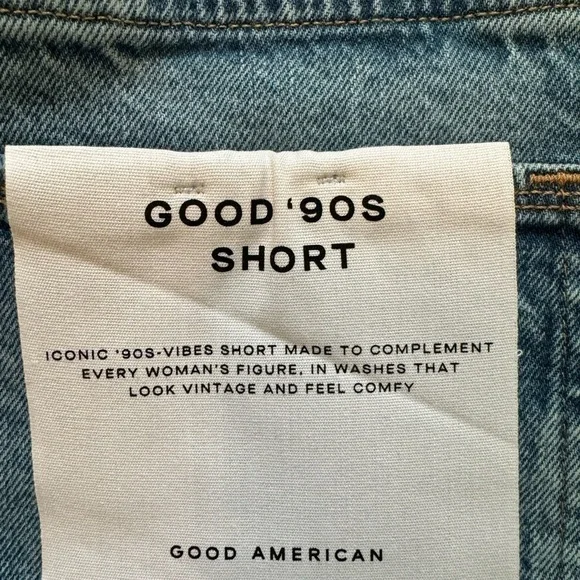 GOOD '90S
SHORT
ICONIC '90S-VIBES SHORT MADE TO COMPLEMENT
EVERY WOMAN'S FIGURE, IN WASHES THAT
LOOK VINTAGE AND FEEL COMFY
GOOD AMERICAN